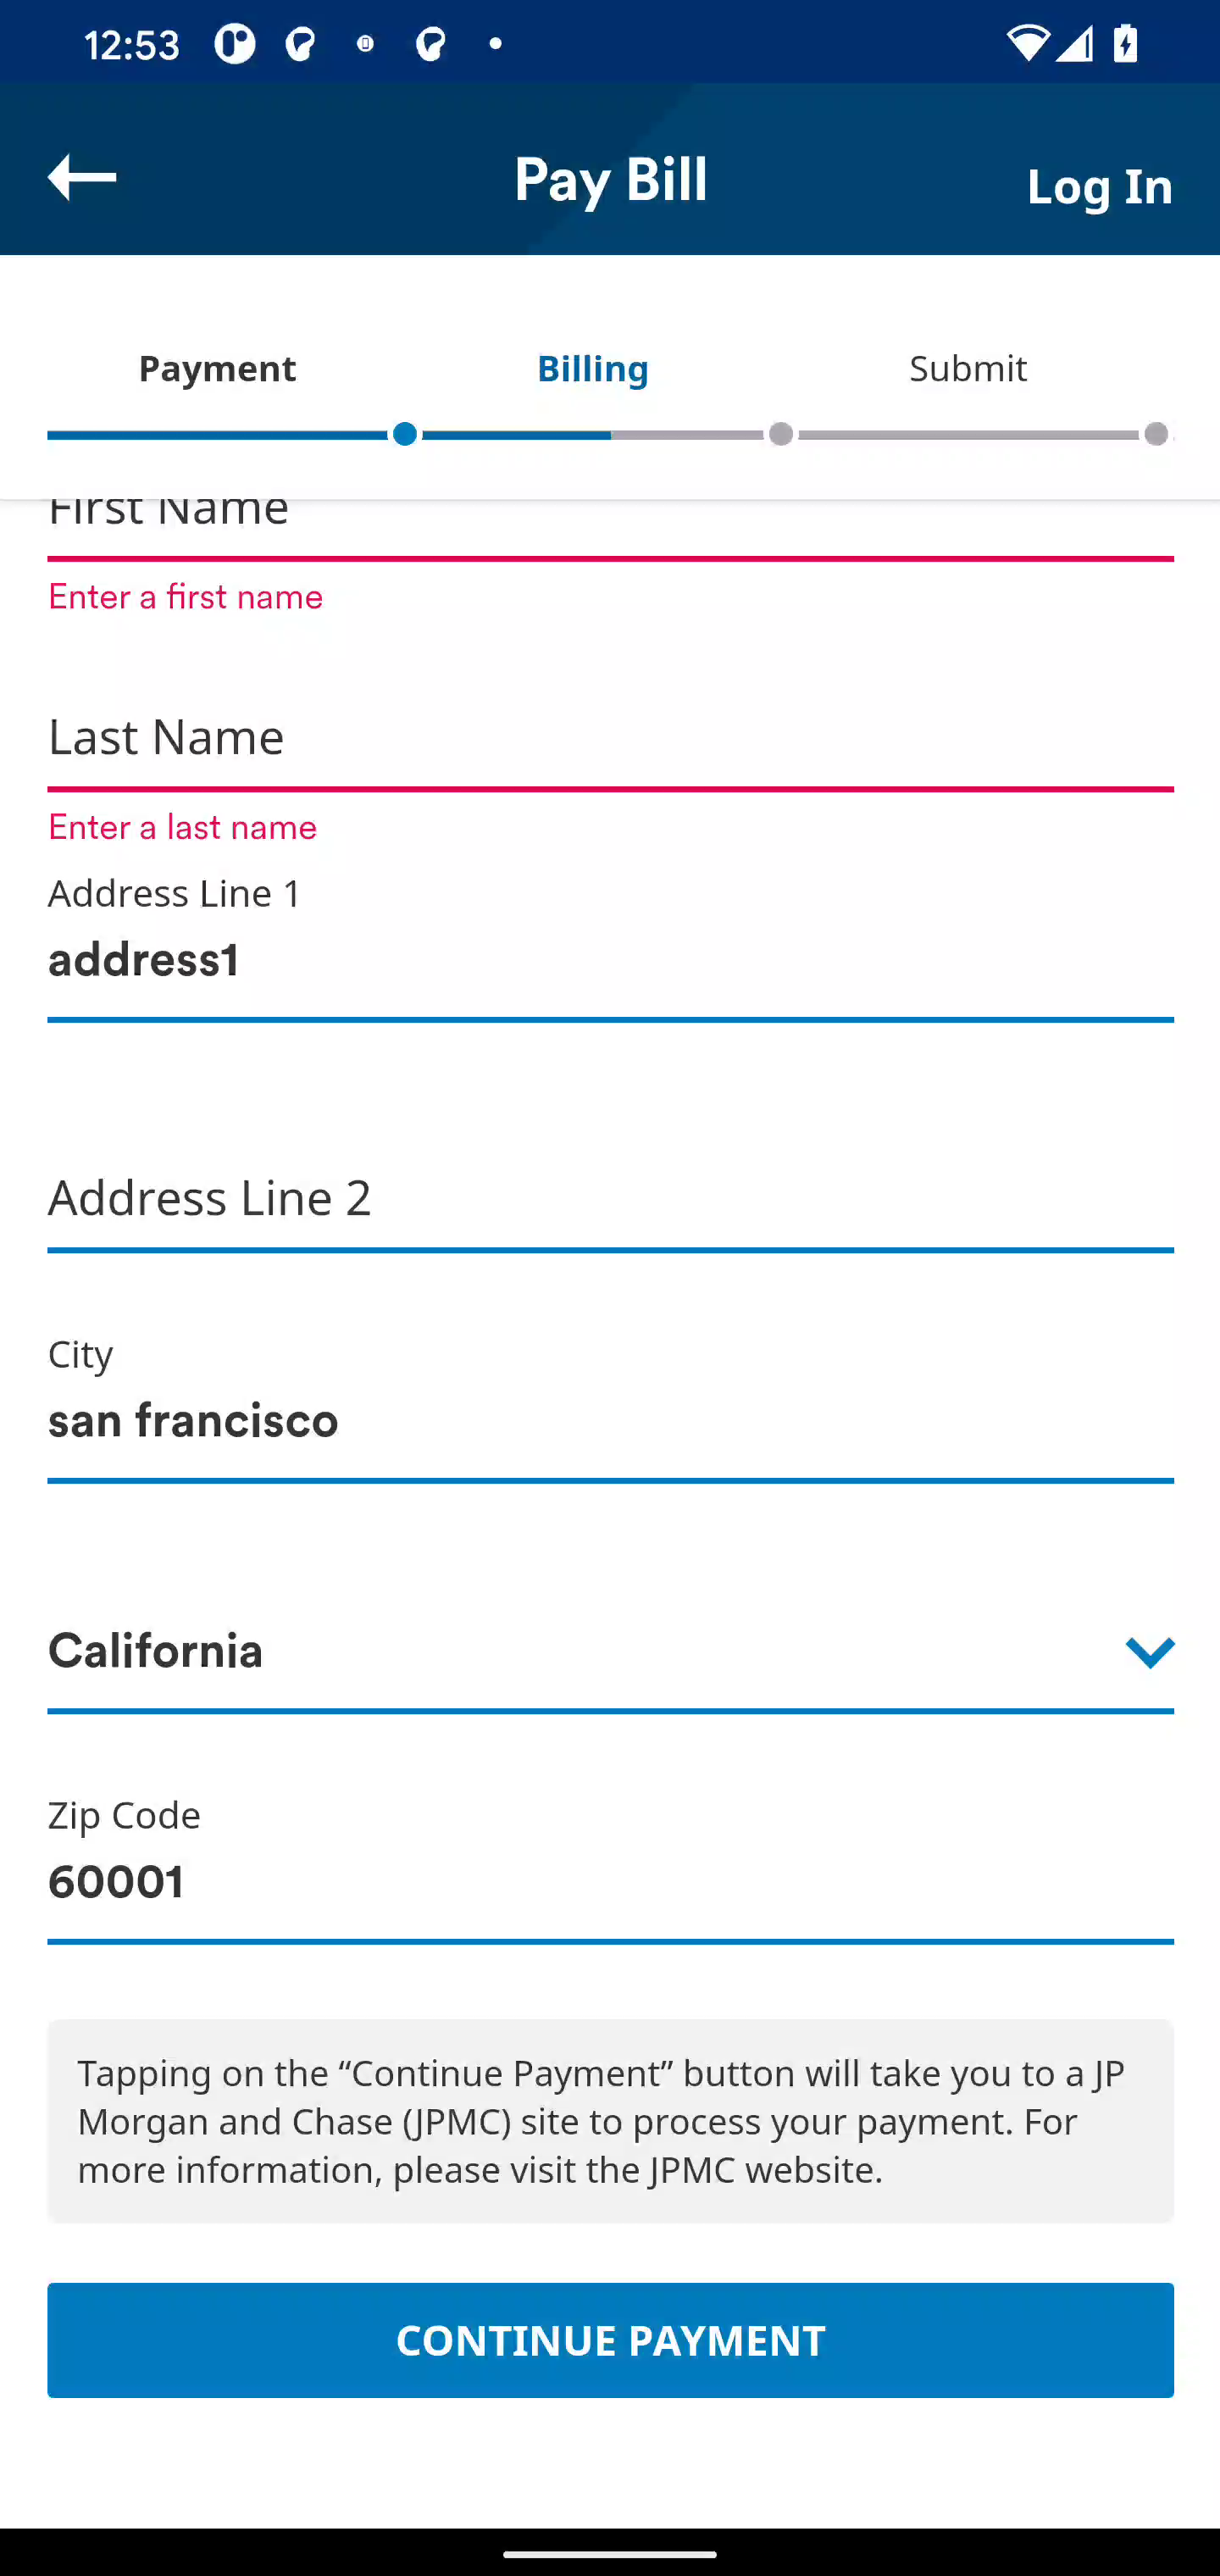 12:53
Pay Bill
Log In
Payment
Billing
Submit
First Name
Enter a first name
Last Name
Enter a last name
Address Line 1
address1
Address Line 2
City
san francisco
California
Zip Code
60001
Tapping on the “Continue Payment” button will take you to a JP
Morgan and Chase (JPMC) site to process your payment. For
more information, please visit the JPMC website.
CONTINUE PAYMENT